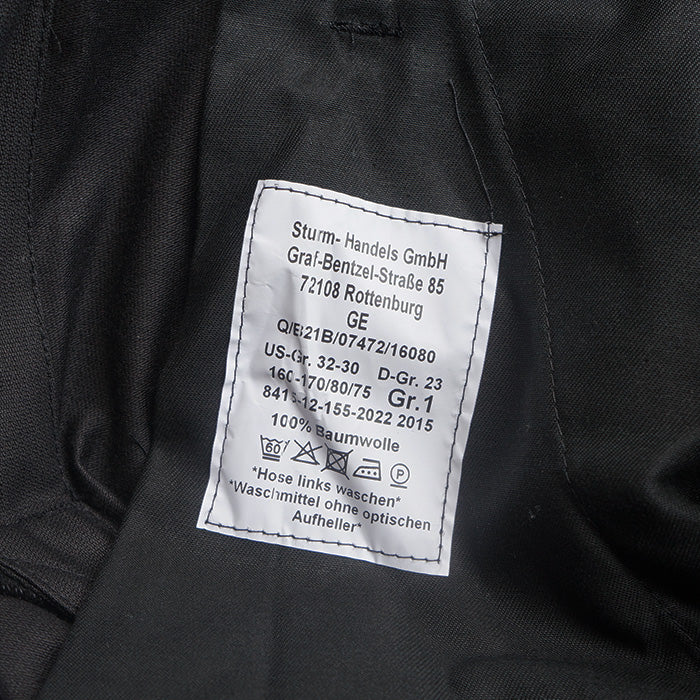 Sturm- Handels GmbH
Graf-Bentzel-Straße 85
72108 Rottenburg
GE
Q/E321B/07472/16080
US-Gr. 32-30 D-Gr. 23
160-170/80/75 Gr.1
8415-12-155-2022 2015
100% Baumwolle
60 P
*Hose links waschen*
*Waschmittel ohne optischen
Aufheller*